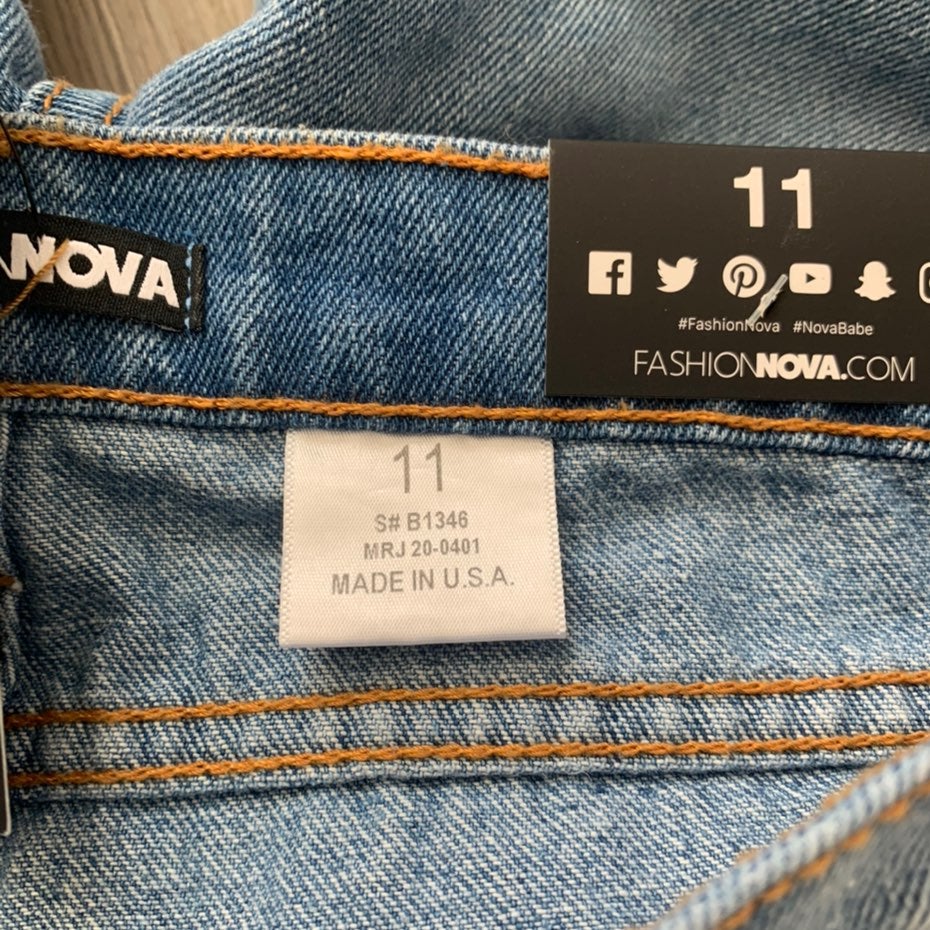 NOVA
11
#FashionNova #NovaBabe
FASHIONNOVA.COM
11
S# B1346
MRJ 20-0401
MADE IN U.S.A.